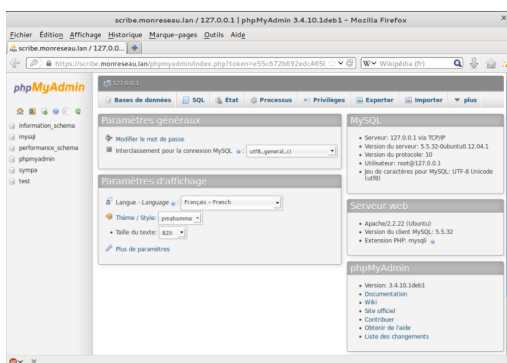 scribe.monreseau.lan / 127.0.0.1 | phpMyAdmin 3.4.10.1deb1 - Mozilla Firefox
Fichier Édition Affichage Historique Marque-pages Outils Aide
scribe.monreseau.lan / 127.0.0...
https://scribe.monreseau.lan/phpmyadmin/index.php?token=e55c672b692edc485
W Wikipédia (fr)
phpMyAdmin
information_schema
mysql
performance_schema
phpmyadmin
sympa
test
127.0.0.1
Bases de données SQL État Processus Privilèges Exporter Importer plus
Paramètres généraux
Modifier le mot de passe
Interclassement pour la connexion MySQL : utf8_general_ci
Paramètres d'affichage
Langue - Language : Français - French
Thème / Style: pmahomme
• Taille du texte: 82%
Plus de paramètres
MySQL
• Serveur: 127.0.0.1 via TCP/IP
• Version du serveur: 5.5.32-0ubuntu0.12.04.1
• Version du protocole: 10
• Utilisateur: root@127.0.0.1
• Jeu de caractères pour MySQL: UTF-8 Unicode
(utf8)
Serveur web
• Apache/2.2.22 (Ubuntu)
• Version du client MySQL: 5.5.32
• Extension PHP: mysqli
phpMyAdmin
• Version: 3.4.10.1deb1
• Documentation
• Wiki
• Site officiel
• Contribuer
• Obtenir de l'aide
• Liste des changements